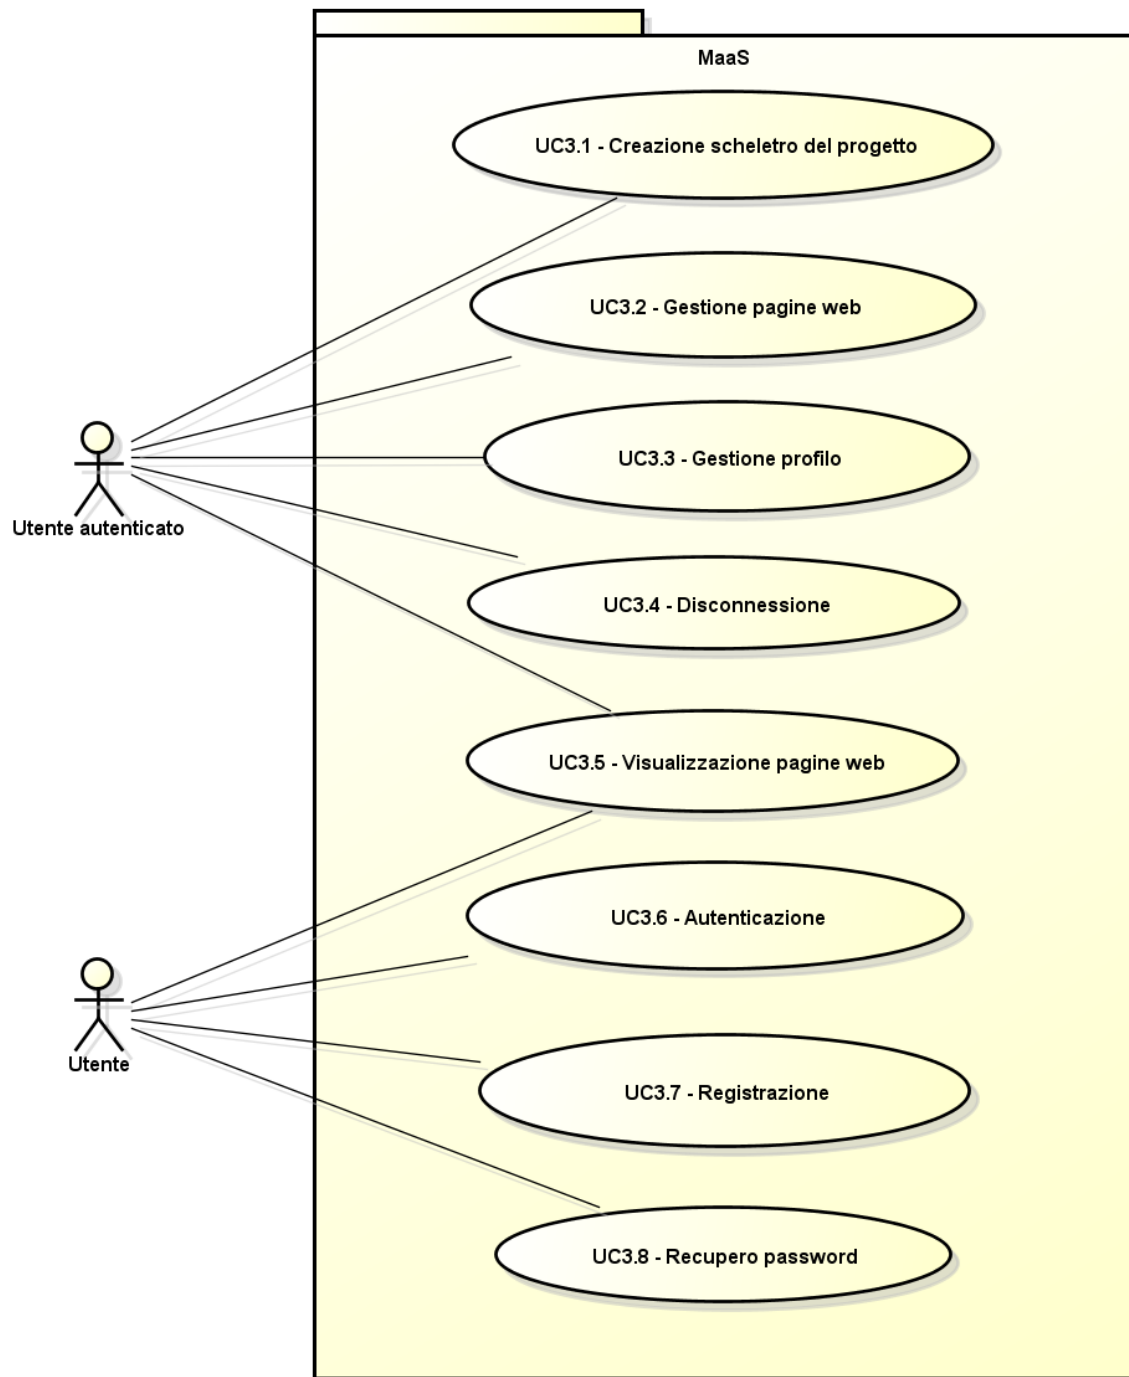 MaaS
UC3.1 - Creazione scheletro del progetto
UC3.2 - Gestione pagine web
UC3.3 - Gestione profilo
Utente autenticato
UC3.4 - Disconnessione
UC3.5 - Visualizzazione pagine web
UC3.6 - Autenticazione
Utente
UC3.7 - Registrazione
UC3.8 - Recupero password